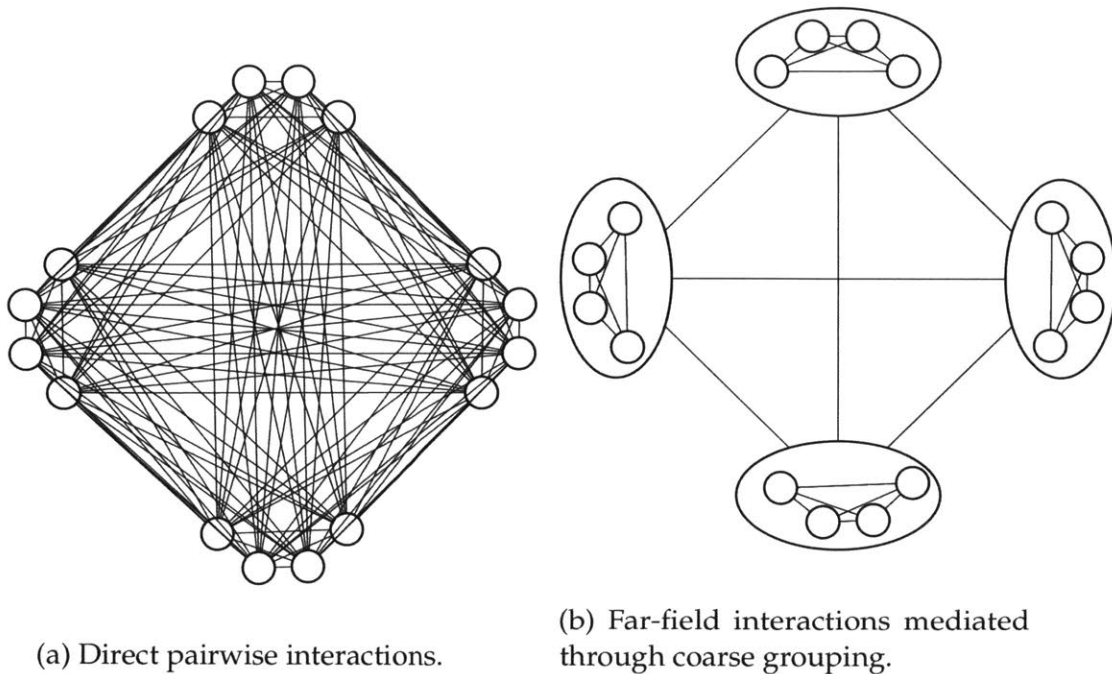 (a) Direct pairwise interactions.
(b) Far-field interactions mediated
through coarse grouping.